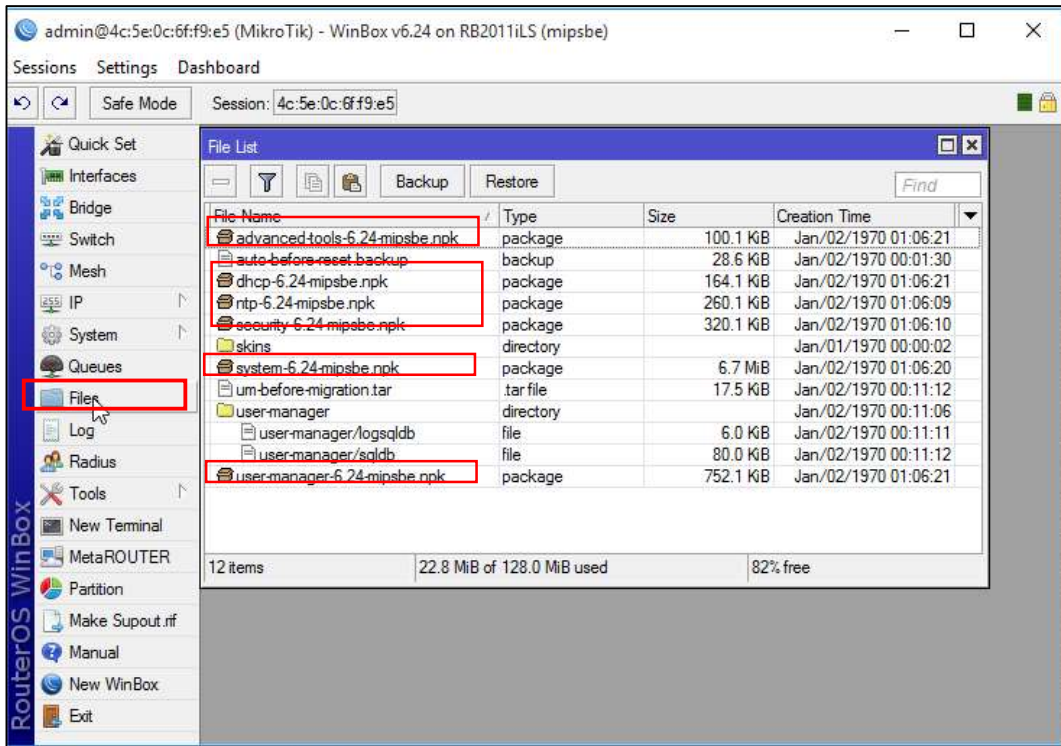 admin@4c:5e:0c:6f:f9:e5 (MikroTik) - WinBox v6.24 on RB2011iLS (mipsbe)
Sessions Settings Dashboard
Safe Mode Session: 4c:5e:0c:6f:f9:e5
RouterOS WinBox
Quick Set
Interfaces
Bridge
Switch
Mesh
IP
System
Queues
Files
Log
Radius
Tools
New Terminal
MetaROUTER
Partition
Make Supout.rif
Manual
New WinBox
Exit
File List
Backup Restore Find
File Name / Type Size Creation Time
advanced-tools-6.24-mipsbe.npk package 100.1 KiB Jan/02/1970 01:06:21
auto-before-reset.backup backup 28.6 KiB Jan/02/1970 00:01:30
dhcp-6.24-mipsbe.npk package 164.1 KiB Jan/02/1970 01:06:21
ntp-6.24-mipsbe.npk package 260.1 KiB Jan/02/1970 01:06:09
security-6.24-mipsbe.npk package 320.1 KiB Jan/02/1970 01:06:10
skins directory Jan/01/1970 00:00:02
system-6.24-mipsbe.npk package 6.7 MiB Jan/02/1970 01:06:20
um-before-migration.tar .tar file 17.5 KiB Jan/02/1970 00:11:12
user-manager directory Jan/02/1970 00:11:06
user-manager/logsqldb file 6.0 KiB Jan/02/1970 00:11:11
user-manager/sqldb file 80.0 KiB Jan/02/1970 00:11:12
user-manager-6.24-mipsbe.npk package 752.1 KiB Jan/02/1970 01:06:21
12 items 22.8 MiB of 128.0 MiB used 82% free